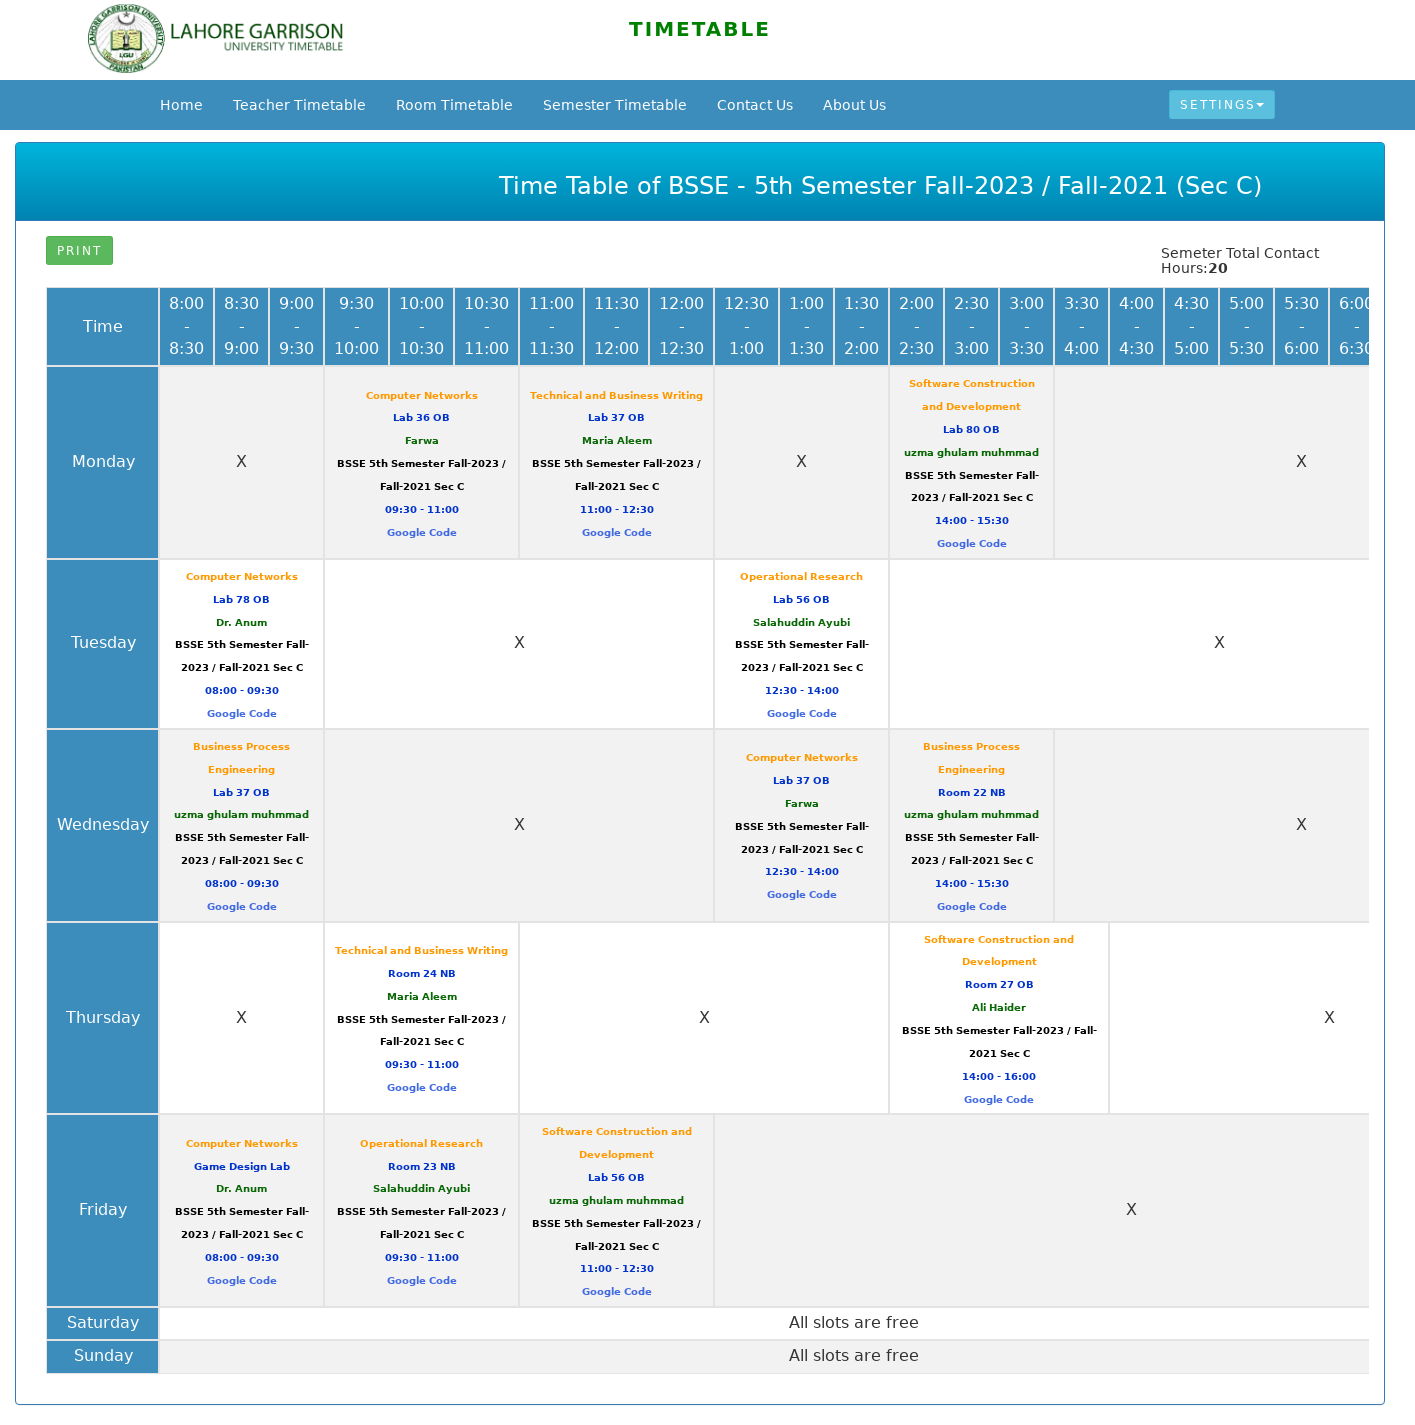 LAHORE GARRISON UNIVERSITY
LGU
PAKISTAN
LAHORE GARRISON
UNIVERSITY TIMETABLE
TIMETABLE
Home Teacher Timetable Room Timetable Semester Timetable Contact Us About Us SETTINGS
Time Table of BSSE - 5th Semester Fall-2023 / Fall-2021 (Sec C)
PRINT
Semeter Total Contact
Hours:20
Time
8:00 - 8:30
8:30 - 9:00
9:00 - 9:30
9:30 - 10:00
10:00 - 10:30
10:30 - 11:00
11:00 - 11:30
11:30 - 12:00
12:00 - 12:30
12:30 - 1:00
1:00 - 1:30
1:30 - 2:00
2:00 - 2:30
2:30 - 3:00
3:00 - 3:30
3:30 - 4:00
4:00 - 4:30
4:30 - 5:00
5:00 - 5:30
5:30 - 6:00
6:00 - 6:30
Monday
X
Computer Networks
Lab 36 OB
Farwa
BSSE 5th Semester Fall-2023 /
Fall-2021 Sec C
09:30 - 11:00
Google Code
Technical and Business Writing
Lab 37 OB
Maria Aleem
BSSE 5th Semester Fall-2023 /
Fall-2021 Sec C
11:00 - 12:30
Google Code
X
Software Construction
and Development
Lab 80 OB
uzma ghulam muhmmad
BSSE 5th Semester Fall-
2023 / Fall-2021 Sec C
14:00 - 15:30
Google Code
X
Tuesday
Computer Networks
Lab 78 OB
Dr. Anum
BSSE 5th Semester Fall-
2023 / Fall-2021 Sec C
08:00 - 09:30
Google Code
X
Operational Research
Lab 56 OB
Salahuddin Ayubi
BSSE 5th Semester Fall-
2023 / Fall-2021 Sec C
12:30 - 14:00
Google Code
X
Wednesday
Business Process
Engineering
Lab 37 OB
uzma ghulam muhmmad
BSSE 5th Semester Fall-
2023 / Fall-2021 Sec C
08:00 - 09:30
Google Code
X
Computer Networks
Lab 37 OB
Farwa
BSSE 5th Semester Fall-
2023 / Fall-2021 Sec C
12:30 - 14:00
Google Code
Business Process
Engineering
Room 22 NB
uzma ghulam muhmmad
BSSE 5th Semester Fall-
2023 / Fall-2021 Sec C
14:00 - 15:30
Google Code
X
Thursday
X
Technical and Business Writing
Room 24 NB
Maria Aleem
BSSE 5th Semester Fall-2023 /
Fall-2021 Sec C
09:30 - 11:00
Google Code
X
Software Construction and
Development
Room 27 OB
Ali Haider
BSSE 5th Semester Fall-2023 / Fall-
2021 Sec C
14:00 - 16:00
Google Code
X
Friday
Computer Networks
Game Design Lab
Dr. Anum
BSSE 5th Semester Fall-
2023 / Fall-2021 Sec C
08:00 - 09:30
Google Code
Operational Research
Room 23 NB
Salahuddin Ayubi
BSSE 5th Semester Fall-2023 /
Fall-2021 Sec C
09:30 - 11:00
Google Code
Software Construction and
Development
Lab 56 OB
uzma ghulam muhmmad
BSSE 5th Semester Fall-2023 /
Fall-2021 Sec C
11:00 - 12:30
Google Code
X
Saturday
All slots are free
Sunday
All slots are free